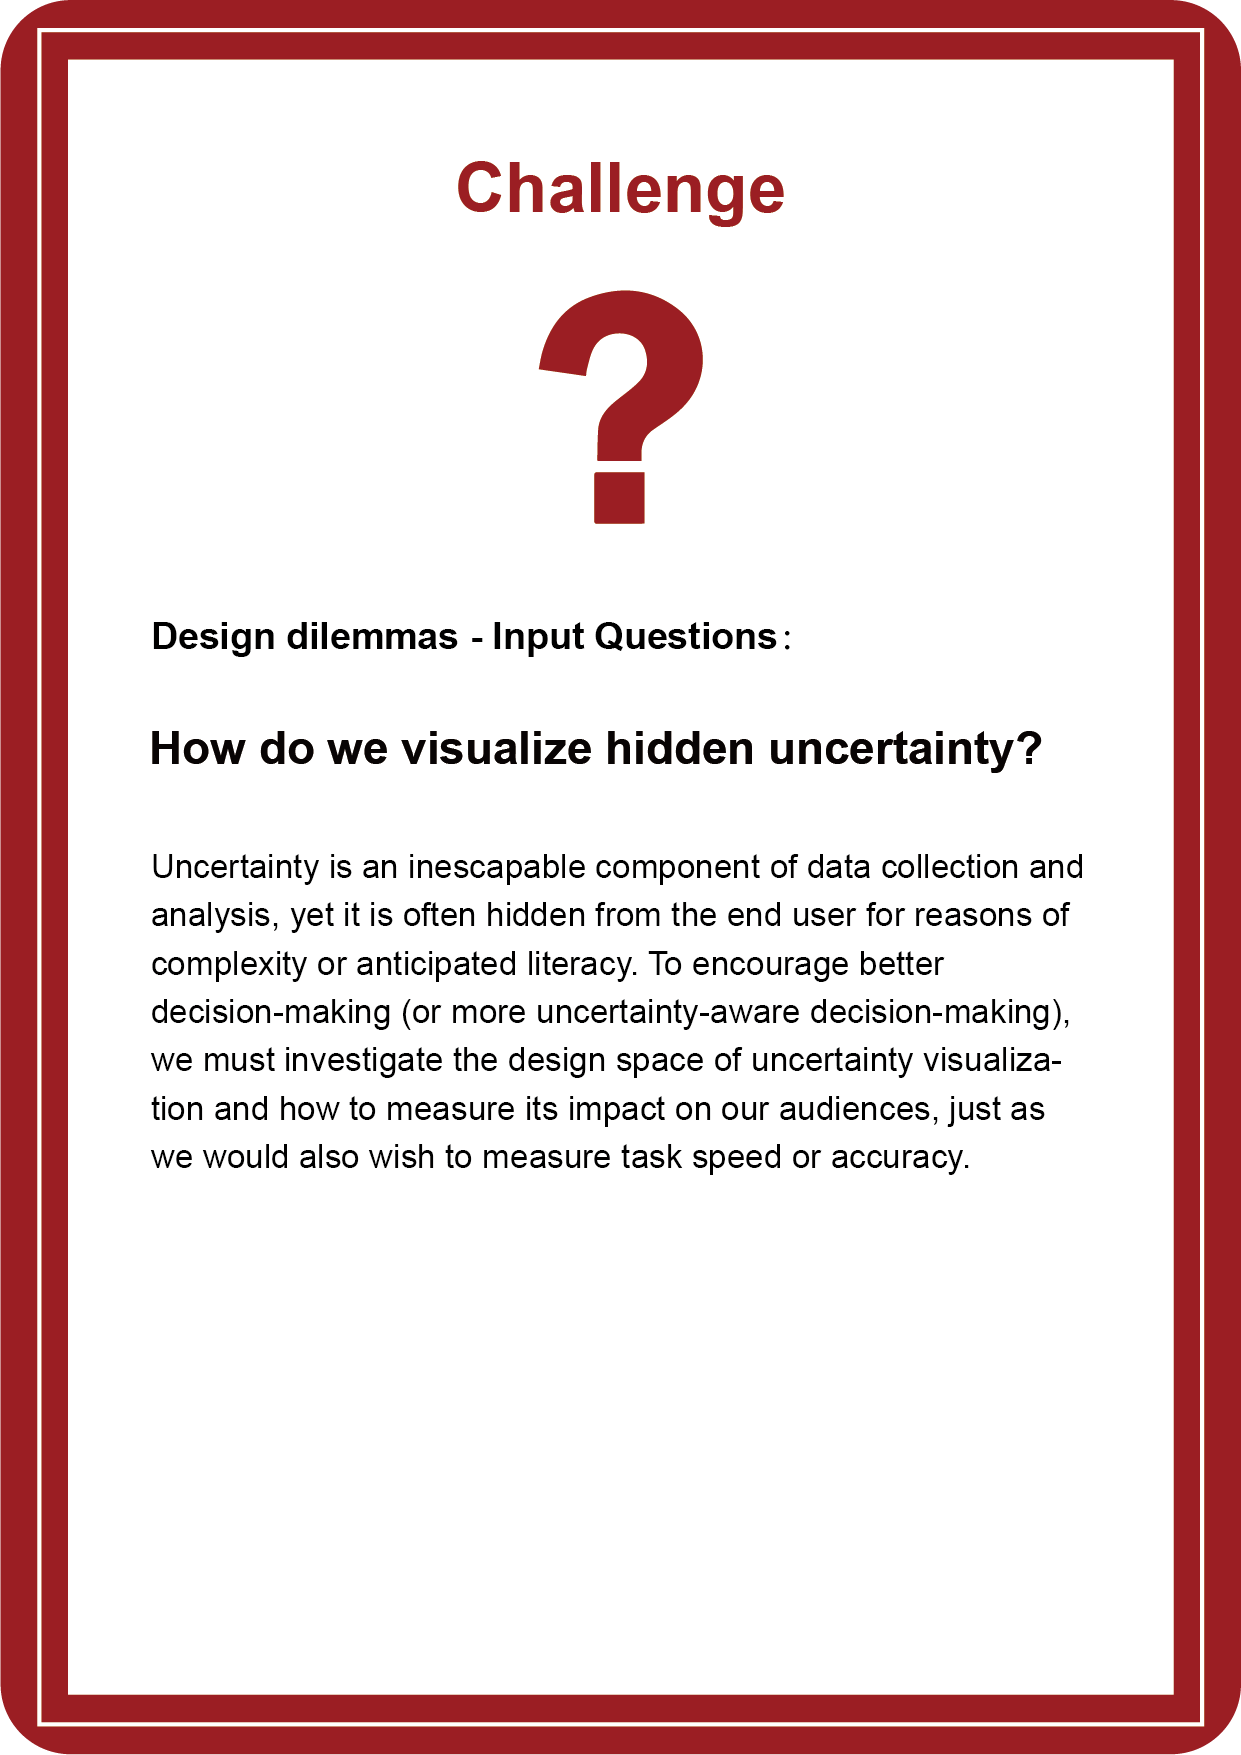 Challenge
?
Design dilemmas - Input Questions:
How do we visualize hidden uncertainty?
Uncertainty is an inescapable component of data collection and
analysis, yet it is often hidden from the end user for reasons of
complexity or anticipated literacy. To encourage better
decision-making (or more uncertainty-aware decision-making),
we must investigate the design space of uncertainty visualiza-
tion and how to measure its impact on our audiences, just as
we would also wish to measure task speed or accuracy.